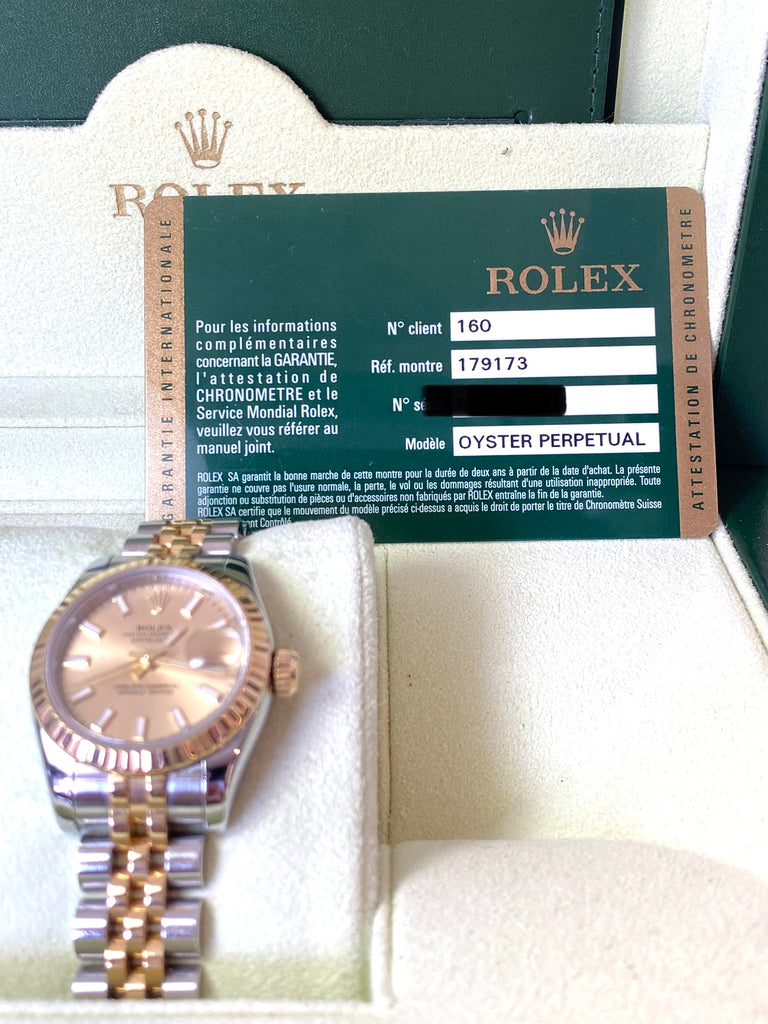 ROLEX
GARANTIE INTERNATIONALE
ROLEX
Pour les informations
complémentaires
concernant la GARANTIE,
l'attestation de
CHRONOMETRE et le
Service Mondial Rolex,
veuillez vous référer au
manuel joint.
N° client 160
Réf. montre 179173
N° série
Modèle OYSTER PERPETUAL
ROLEX SA garantit le bonne marche de cette montre pour la durée de deux ans à partir de la date d'achat. La présente
garantie ne couvre pas l'usure normale, la perte, le vol ou les dommages résultant d'une utilisation inappropriée. Toute
adjonction ou substitution de pièces ou d'accessoires non fabriqués par ROLEX entraîne la fin de la garantie.
ROLEX SA certifie que le mouvement du modèle précisé ci-dessus a acquis le droit de porter le titre de Chronomètre Suisse
Contrôlé.
ATTESTATION DE CHRONOMETRE
ROLEX